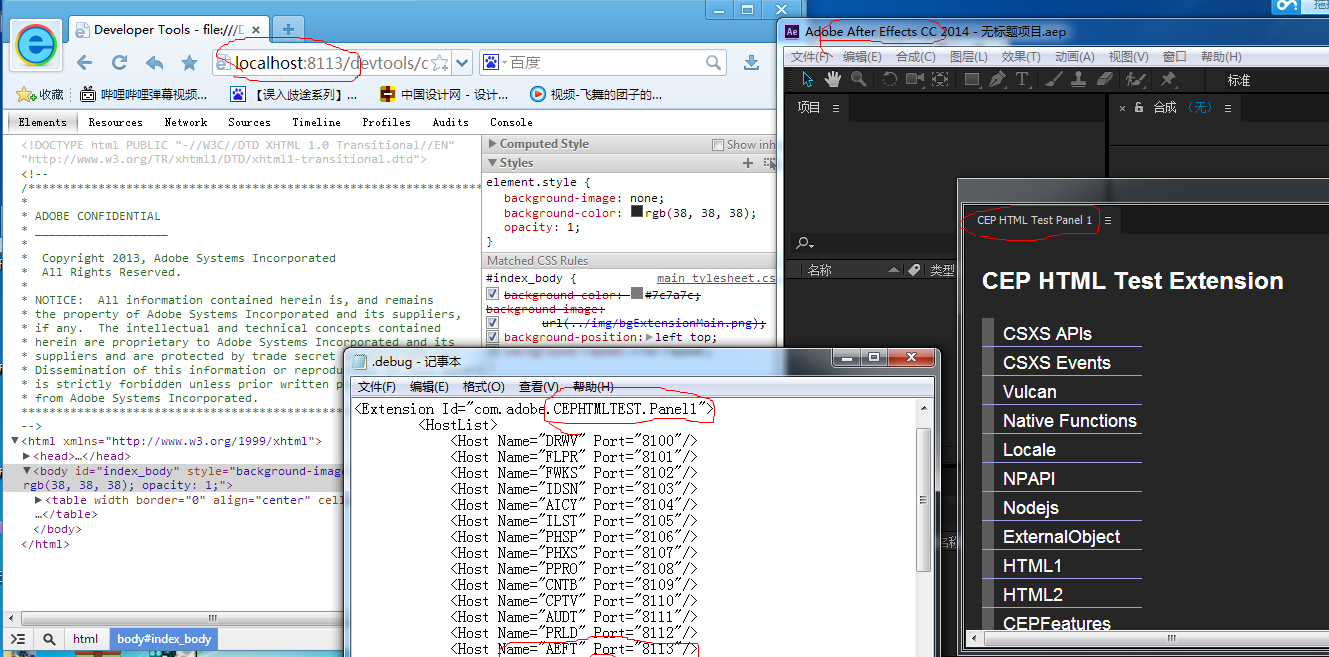 Developer Tools - file:///D
localhost:8113/devtools/c
百度
收藏 哔哩哔哩弹幕视频... 【误入歧途系列】... 中国设计网 - 设计... 视频-飞舞的团子的...
Elements Resources Network Sources Timeline Profiles Audits Console
<!DOCTYPE html PUBLIC "-//W3C//DTD XHTML 1.0 Transitional//EN"
"http://www.w3.org/TR/xhtml1/DTD/xhtml1-transitional.dtd">
<!--
/*****************************************************************
*
* ADOBE CONFIDENTIAL
* ___________________
*
* Copyright 2013, Adobe Systems Incorporated
* All Rights Reserved.
*
* NOTICE: All information contained herein is, and remains
* the property of Adobe Systems Incorporated and its suppliers,
* if any. The intellectual and technical concepts contained
* herein are proprietary to Adobe Systems Incorporated and its
* suppliers and are protected by trade secret
* Dissemination of this information or reprodu
* is strictly forbidden unless prior written p
* from Adobe Systems Incorporated.
**********************************************
-->
▼<html xmlns="http://www.w3.org/1999/xhtml">
▶<head>…</head>
▼<body id="index_body" style="background-image
rgb(38, 38, 38); opacity: 1;">
▶<table width border="0" align="center" cell
…</table>
</body>
</html>
html body#index_body
▶ Computed Style Show inh
▼ Styles
element.style {
background-image: none;
background-color: rgb(38, 38, 38);
opacity: 1;
}
Matched CSS Rules
#index_body { main tylesheet.cs
background-color: #7c7a7c;
background-image:
url(../img/bgExtensionMain.png);
background-position: ▶ left top;
.debug - 记事本
文件(F) 编辑(E) 格式(O) 查看(V) 帮助(H)
<Extension Id="com.adobe.CEPHTMLTEST.Panel1">
<HostList>
<Host Name="DRWV" Port="8100"/>
<Host Name="FLPR" Port="8101"/>
<Host Name="FWKS" Port="8102"/>
<Host Name="IDSN" Port="8103"/>
<Host Name="AICY" Port="8104"/>
<Host Name="ILST" Port="8105"/>
<Host Name="PHSP" Port="8106"/>
<Host Name="PHXS" Port="8107"/>
<Host Name="PPRO" Port="8108"/>
<Host Name="CNTB" Port="8109"/>
<Host Name="CPTV" Port="8110"/>
<Host Name="AUDT" Port="8111"/>
<Host Name="PRLD" Port="8112"/>
<Host Name="AEFT" Port="8113"/>
Ae Adobe After Effects CC 2014 - 无标题项目.aep
文件(F) 编辑(E) 合成(C) 图层(L) 效果(T) 动画(A) 视图(V) 窗口 帮助(H)
标准
项目
× 合成 （无）
名称 类型
CEP HTML Test Panel 1
CEP HTML Test Extension
CSXS APIs
CSXS Events
Vulcan
Native Functions
Locale
NPAPI
Nodejs
ExternalObject
HTML1
HTML2
CEPFeatures